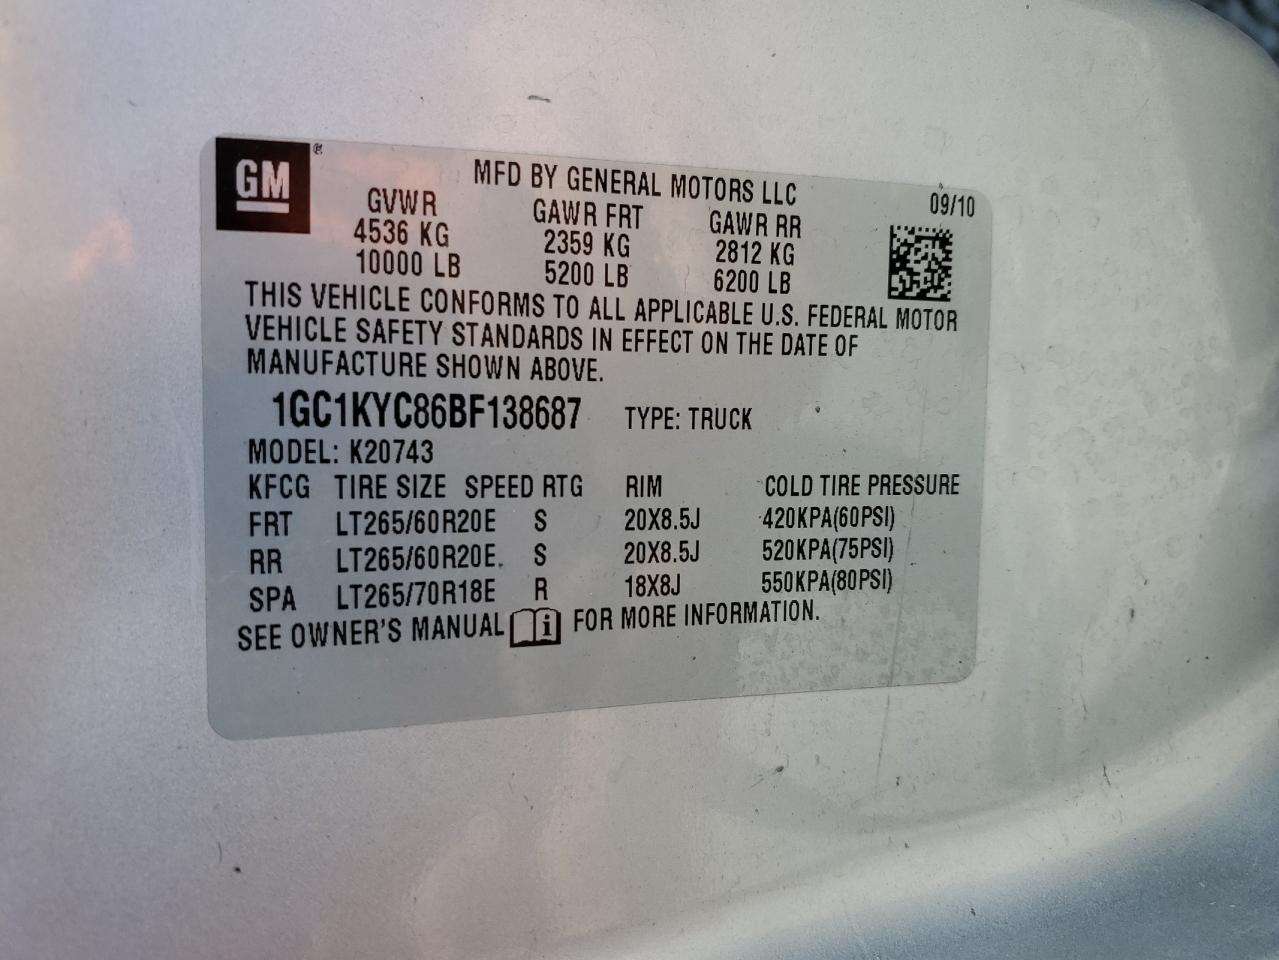 GM®
MFD BY GENERAL MOTORS LLC
09/10
GVWR GAWR FRT GAWR RR
4536 KG 2359 KG 2812 KG
10000 LB 5200 LB 6200 LB
THIS VEHICLE CONFORMS TO ALL APPLICABLE U.S. FEDERAL MOTOR
VEHICLE SAFETY STANDARDS IN EFFECT ON THE DATE OF
MANUFACTURE SHOWN ABOVE.
1GC1KYC86BF138687 TYPE: TRUCK
MODEL: K20743
KFCG TIRE SIZE SPEED RTG RIM COLD TIRE PRESSURE
FRT LT265/60R20E S 20X8.5J 420KPA(60PSI)
RR LT265/60R20E S 20X8.5J 520KPA(75PSI)
SPA LT265/70R18E R 18X8J 550KPA(80PSI)
SEE OWNER'S MANUAL i FOR MORE INFORMATION.